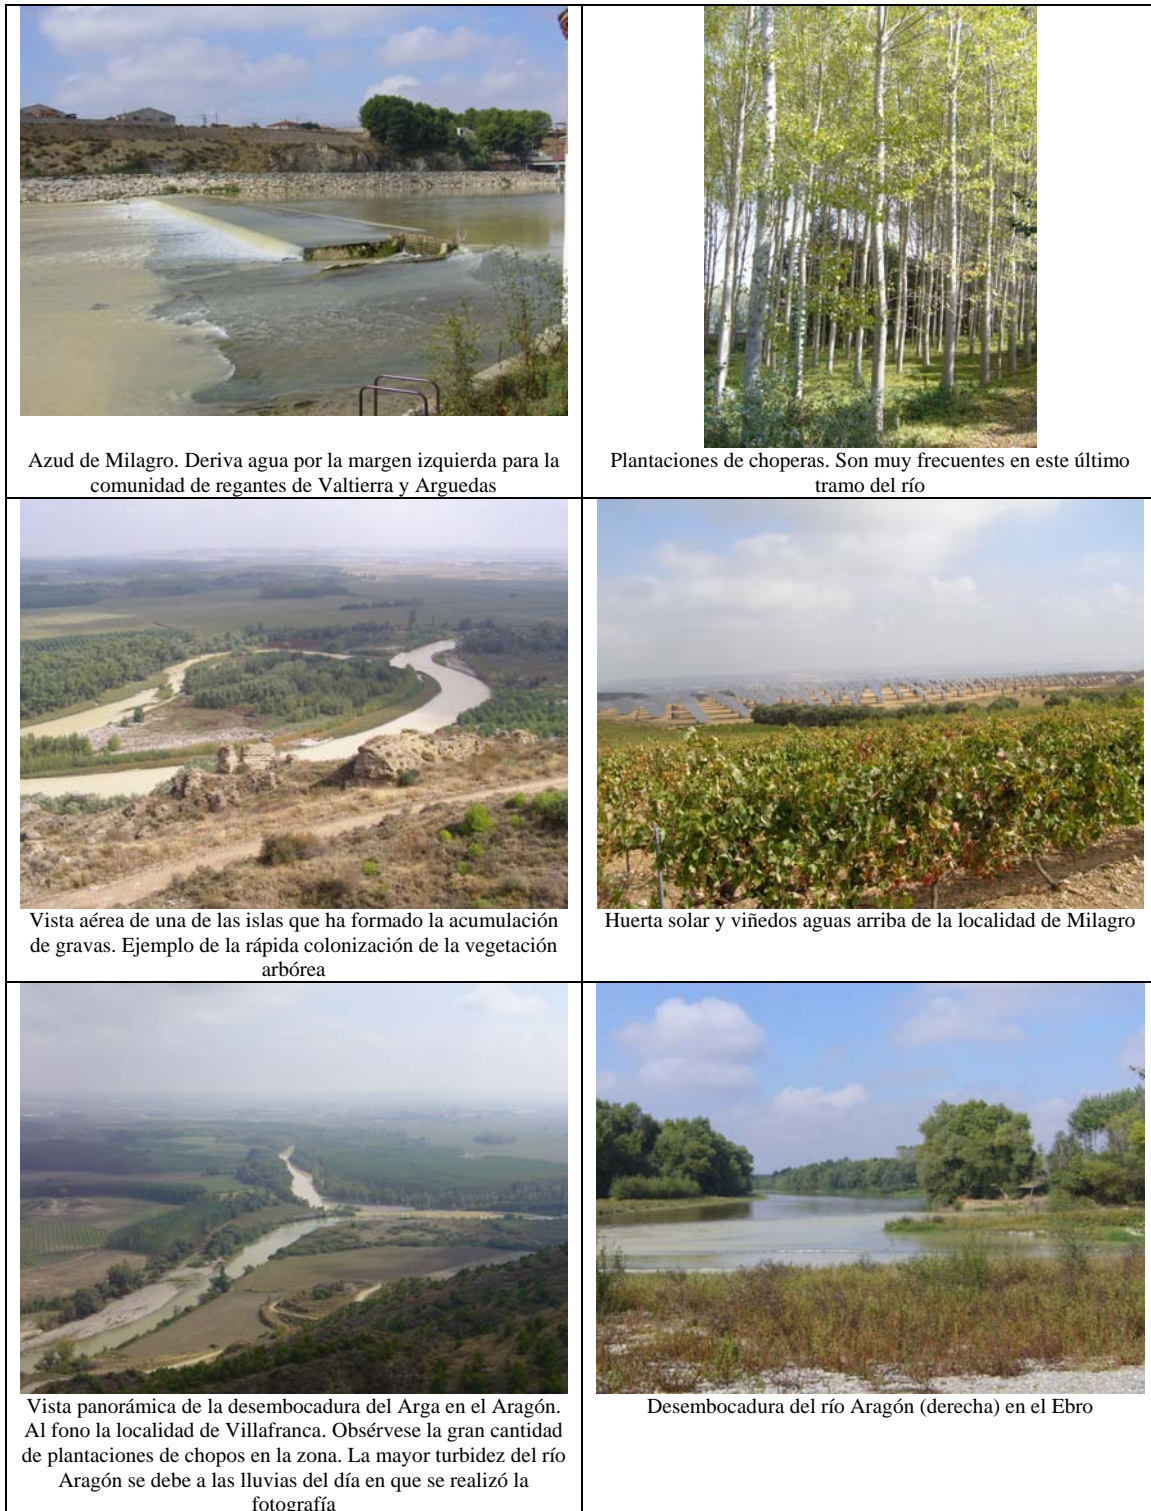 Azud de Milagro. Deriva agua por la margen izquierda para la
comunidad de regantes de Valtierra y Arguedas
Plantaciones de choperas. Son muy frecuentes en este último
tramo del río
Vista aérea de una de las islas que ha formado la acumulación
de gravas. Ejemplo de la rápida colonización de la vegetación
arbórea
Huerta solar y viñedos aguas arriba de la localidad de Milagro
Vista panorámica de la desembocadura del Arga en el Aragón.
Al fono la localidad de Villafranca. Obsérvese la gran cantidad
de plantaciones de chopos en la zona. La mayor turbidez del río
Aragón se debe a las lluvias del día en que se realizó la
fotografía
Desembocadura del río Aragón (derecha) en el Ebro